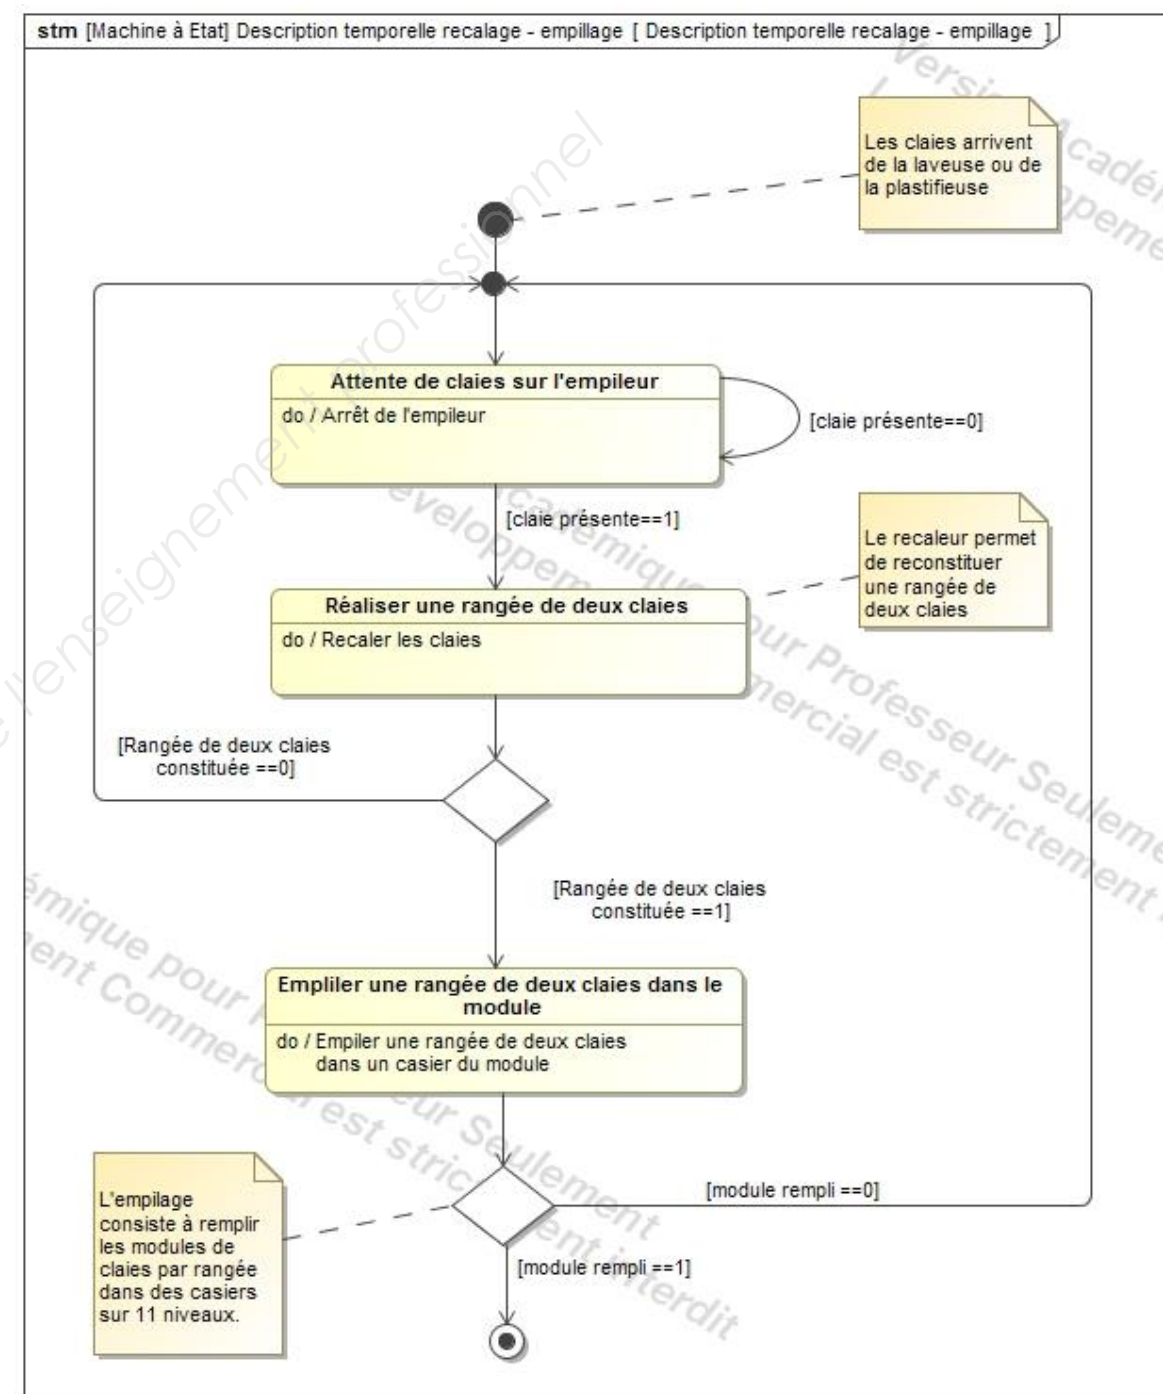 stm [Machine à Etat] Description temporelle recalage - empillage [ Description temporelle recalage - empillage ]
Les claies arrivent
de la laveuse ou de
la plastifieuse
Attente de claies sur l'empileur
do / Arrêt de l'empileur
[claie présente==0]
[claie présente==1]
Le recaleur permet
de reconstituer
une rangée de
deux claies
Réaliser une rangée de deux claies
do / Recaler les claies
[Rangée de deux claies
constituée ==0]
[Rangée de deux claies
constituée ==1]
Empliler une rangée de deux claies dans le
module
do / Empiler une rangée de deux claies
dans un casier du module
L'empilage
consiste à remplir
les modules de
claies par rangée
dans des casiers
sur 11 niveaux.
[module rempli ==0]
[module rempli ==1]
l'enseignement professionnel